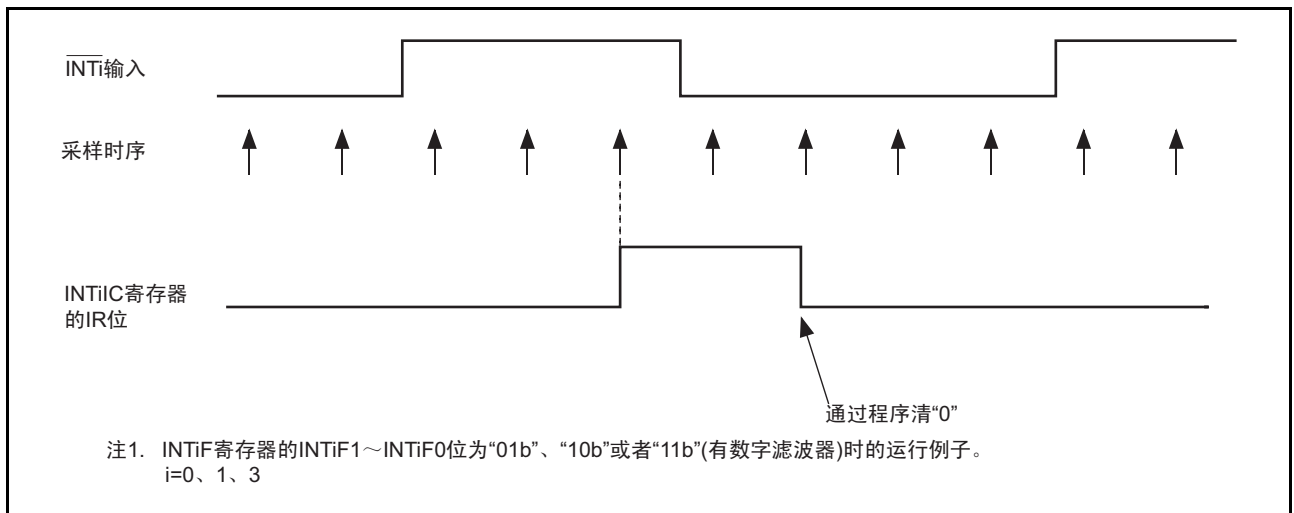 INTi输入
采样时序
INTiIC寄存器
的IR位
通过程序清“0”
注1. INTiF寄存器的INTiF1～INTiF0位为“01b”、“10b”或者“11b”(有数字滤波器)时的运行例子。
i=0、1、3